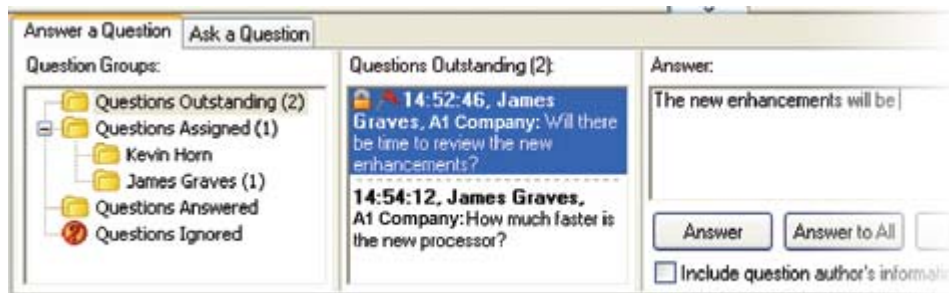 Answer a Question
Ask a Question
Question Groups:
Questions Outstanding (2)
Questions Assigned (1)
Kevin Horn
James Graves (1)
Questions Answered
Questions Ignored
Questions Outstanding (2):
14:52:46, James
Graves, A1 Company: Will there
be time to review the new
enhancements?
14:54:12, James Graves,
A1 Company: How much faster is
the new processor?
Answer:
The new enhancements will be
Answer
Answer to All
Include question author's